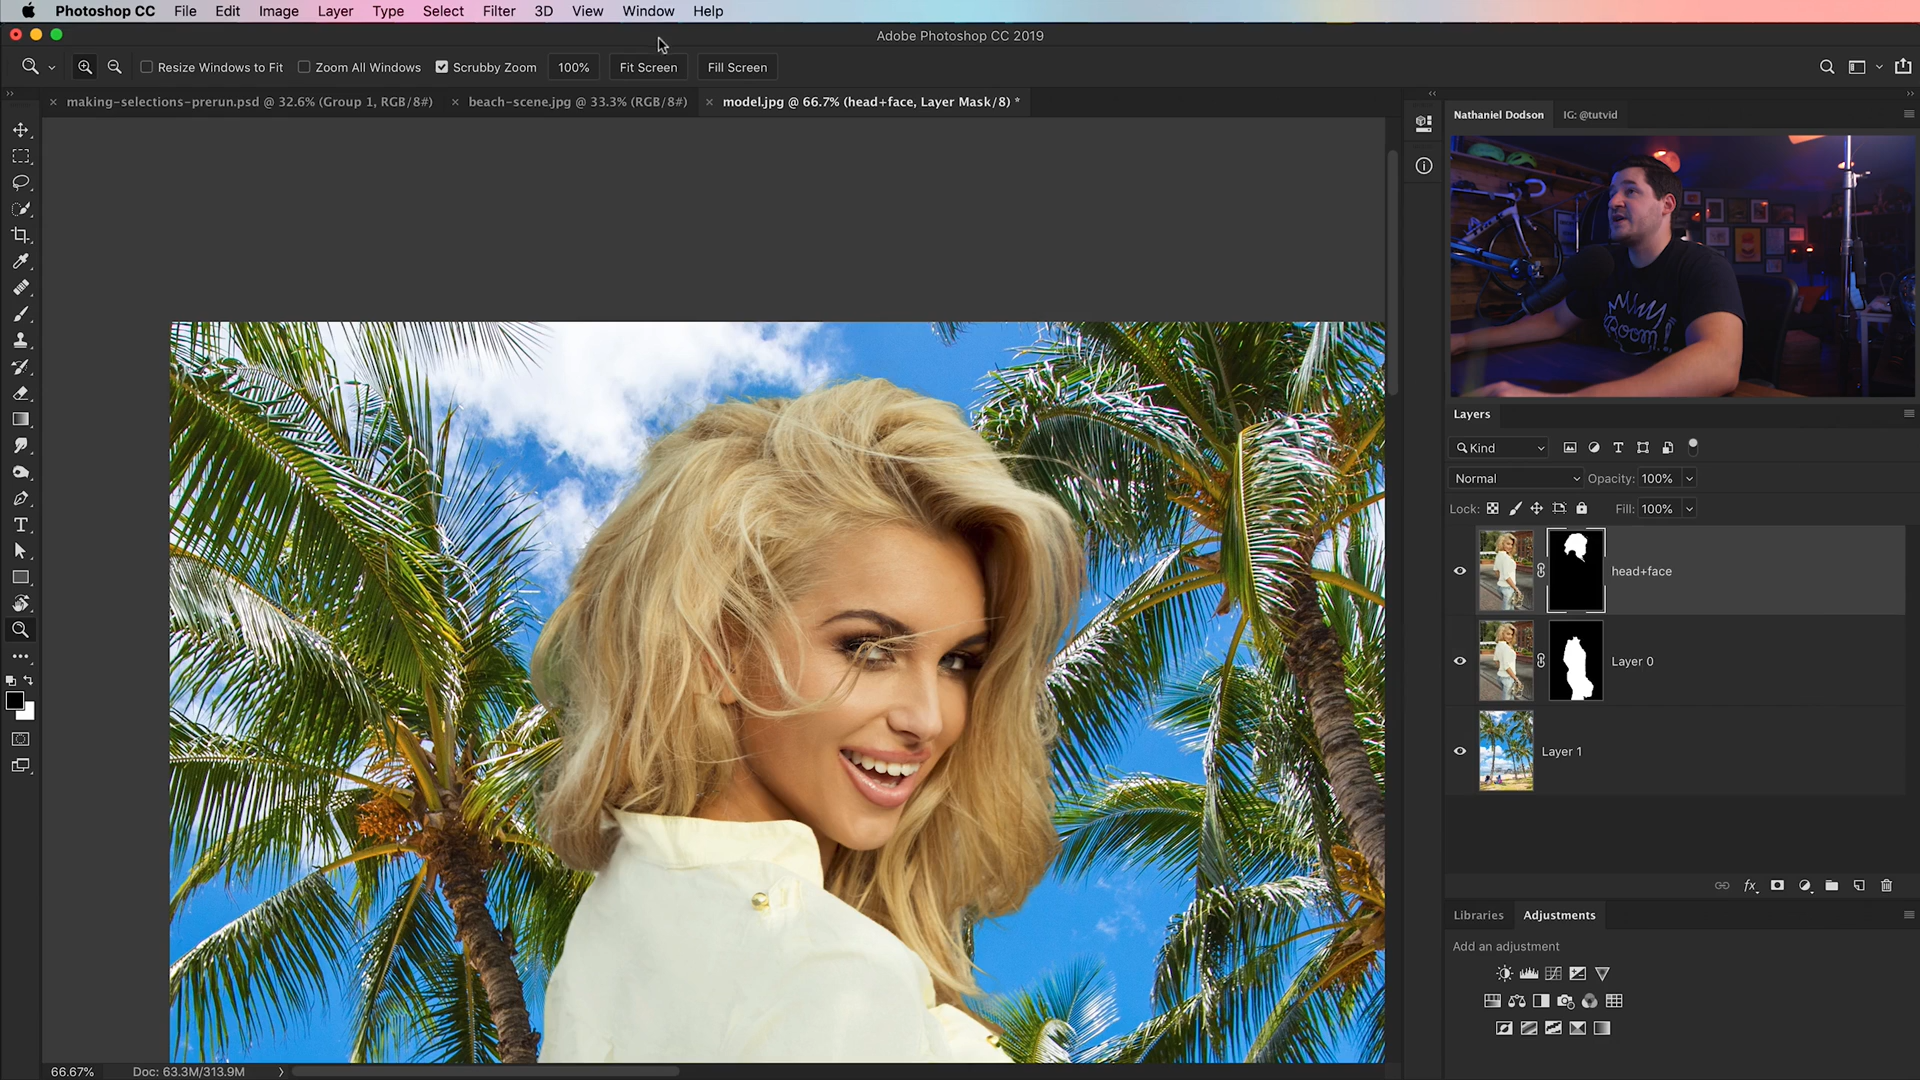 Photoshop CC File Edit Image Layer Type Select Filter 3D View Window Help
Adobe Photoshop CC 2019
Resize Windows to Fit Zoom All Windows Scrubby Zoom 100% Fit Screen Fill Screen
making-selections-prerun.psd @ 32.6% (Group 1, RGB/8#) beach-scene.jpg @ 33.3% (RGB/8#) model.jpg @ 66.7% (head+face, Layer Mask/8) *
Nathaniel Dodson IG: @tutvid
Room!
Layers
Kind
Normal Opacity: 100%
Lock: Fill: 100%
head+face
Layer 0
Layer 1
fx
Libraries Adjustments
Add an adjustment
66.67% Doc: 63.3M/313.9M